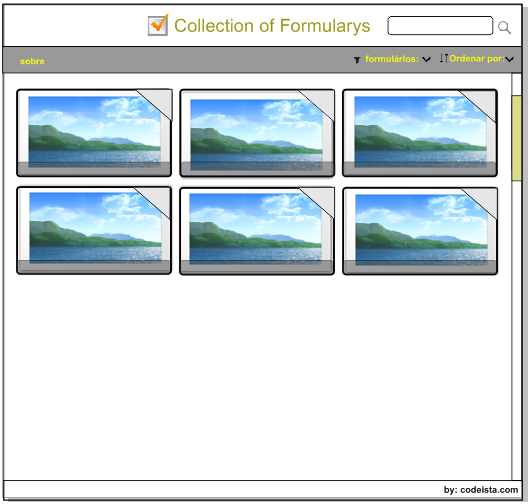 Collection of Formularys
sobre
formulários:
Ordenar por:
by: codeista.com